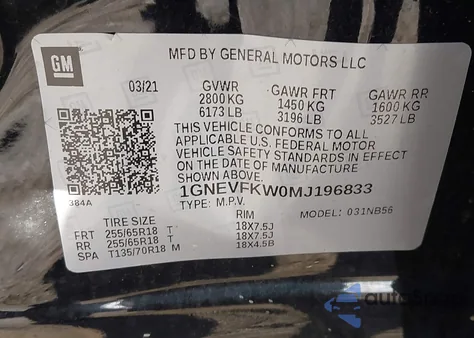 GM
MFD BY GENERAL MOTORS LLC
03/21 GVWR GAWR FRT GAWR RR
2800 KG 1450 KG 1600 KG
6173 LB 3196 LB 3527 LB
THIS VEHICLE CONFORMS TO ALL
APPLICABLE U.S. FEDERAL MOTOR
VEHICLE SAFETY STANDARDS IN EFFECT
ON THE DATE OF MANUFACTURE
SHOWN ABOVE.
1GNEVFKW0MJ196833
384A TYPE: M.P.V. MODEL: 031NB56
TIRE SIZE RIM
FRT 255/65R18 T 18X7.5J
RR 255/65R18 T 18X7.5J
SPA T135/70R18 M 18X4.5B